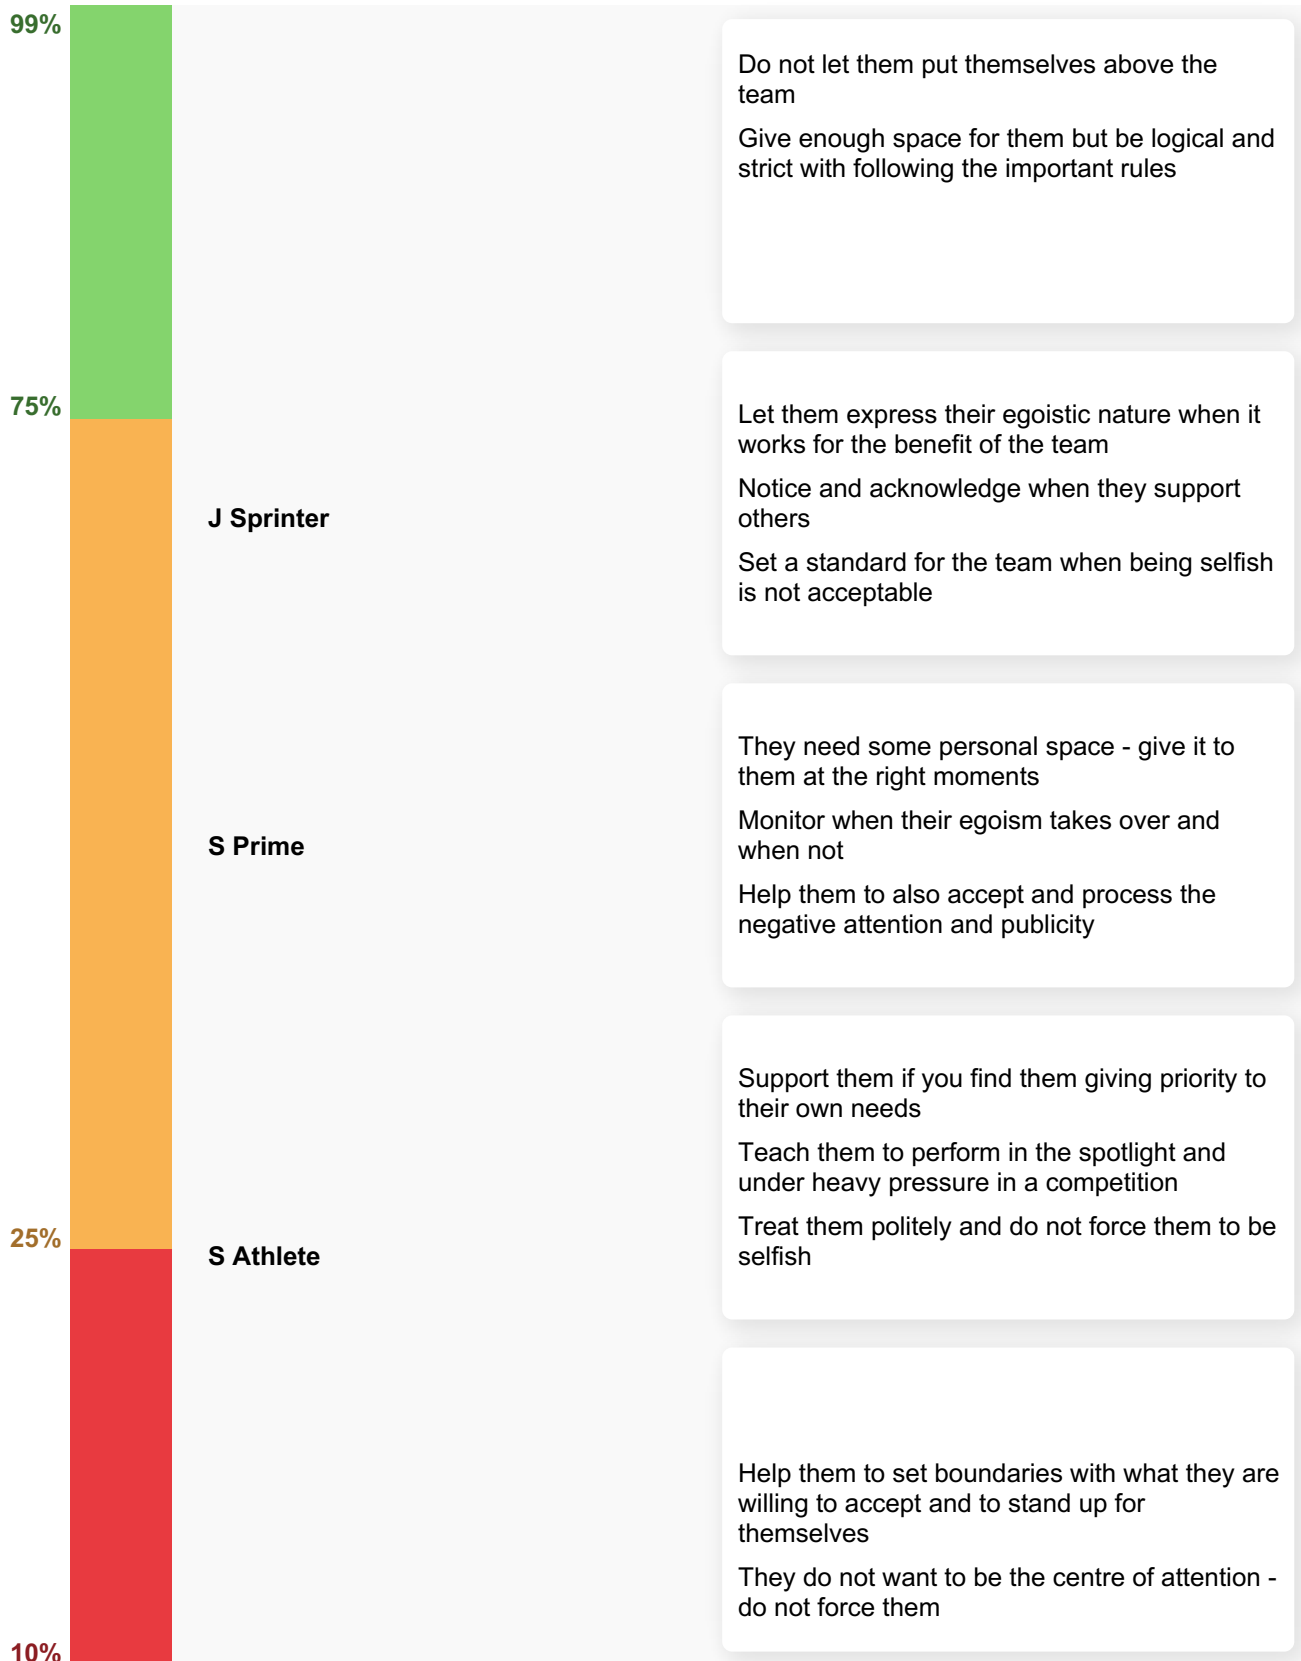 99%
Do not let them put themselves above the
team
Give enough space for them but be logical and
strict with following the important rules
75%
Let them express their egoistic nature when it
works for the benefit of the team
Notice and acknowledge when they support
others
Set a standard for the team when being selfish
is not acceptable
J Sprinter
They need some personal space - give it to
them at the right moments
Monitor when their egoism takes over and
when not
Help them to also accept and process the
negative attention and publicity
S Prime
Support them if you find them giving priority to
their own needs
Teach them to perform in the spotlight and
under heavy pressure in a competition
Treat them politely and do not force them to be
selfish
25%
S Athlete
Help them to set boundaries with what they are
willing to accept and to stand up for
themselves
They do not want to be the centre of attention -
do not force them
10%